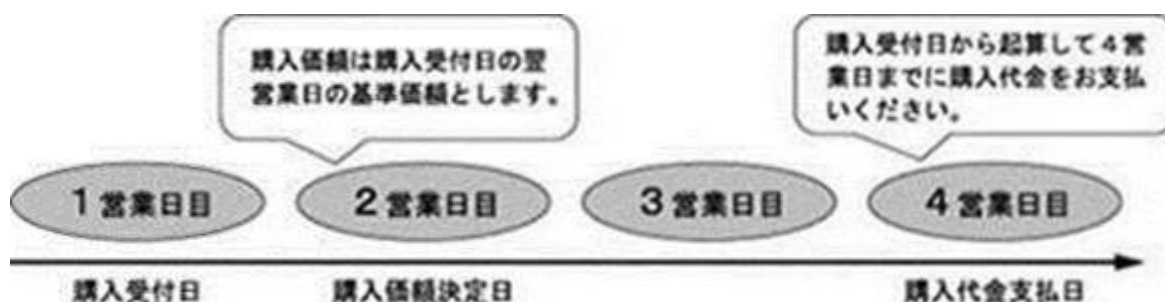 購入価額は購入受付日の翌
営業日の基準価額とします。
購入受付日から起算して4営
業日までに購入代金をお支払
いください。
1営業日目
2営業日目
3営業日目
4営業日目
購入受付日
購入価額決定日
購入代金支払日